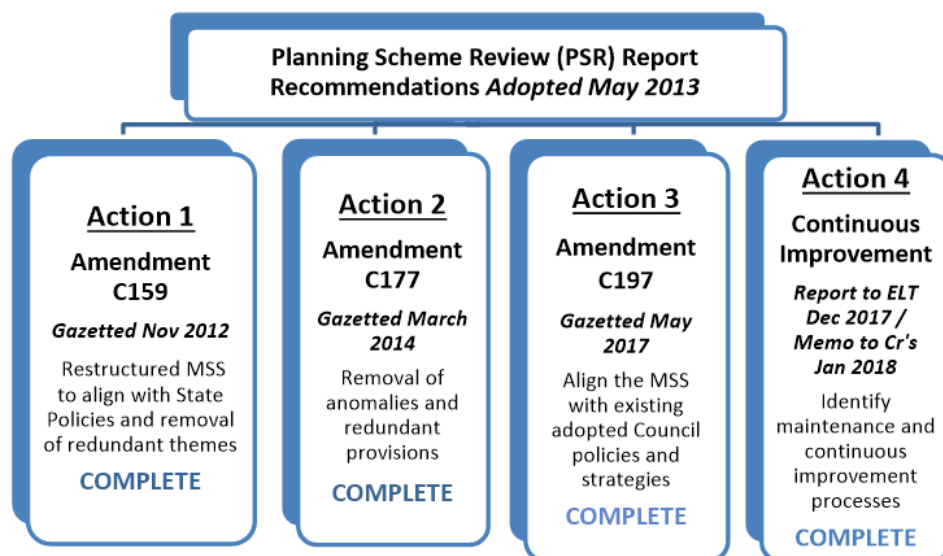 Planning Scheme Review (PSR) Report
Recommendations Adopted May 2013
Action 1
Amendment
C159
Gazetted Nov 2012
Restructured MSS
to align with State
Policies and removal
of redundant themes
COMPLETE
Action 2
Amendment
C177
Gazetted March
2014
Removal of
anomalies and
redundant
provisions
COMPLETE
Action 3
Amendment
C197
Gazetted May
2017
Align the MSS
with existing
adopted Council
policies and
strategies
COMPLETE
Action 4
Continuous
Improvement
Report to ELT
Dec 2017 /
Memo to Cr's
Jan 2018
Identify
maintenance and
continuous
improvement
processes
COMPLETE